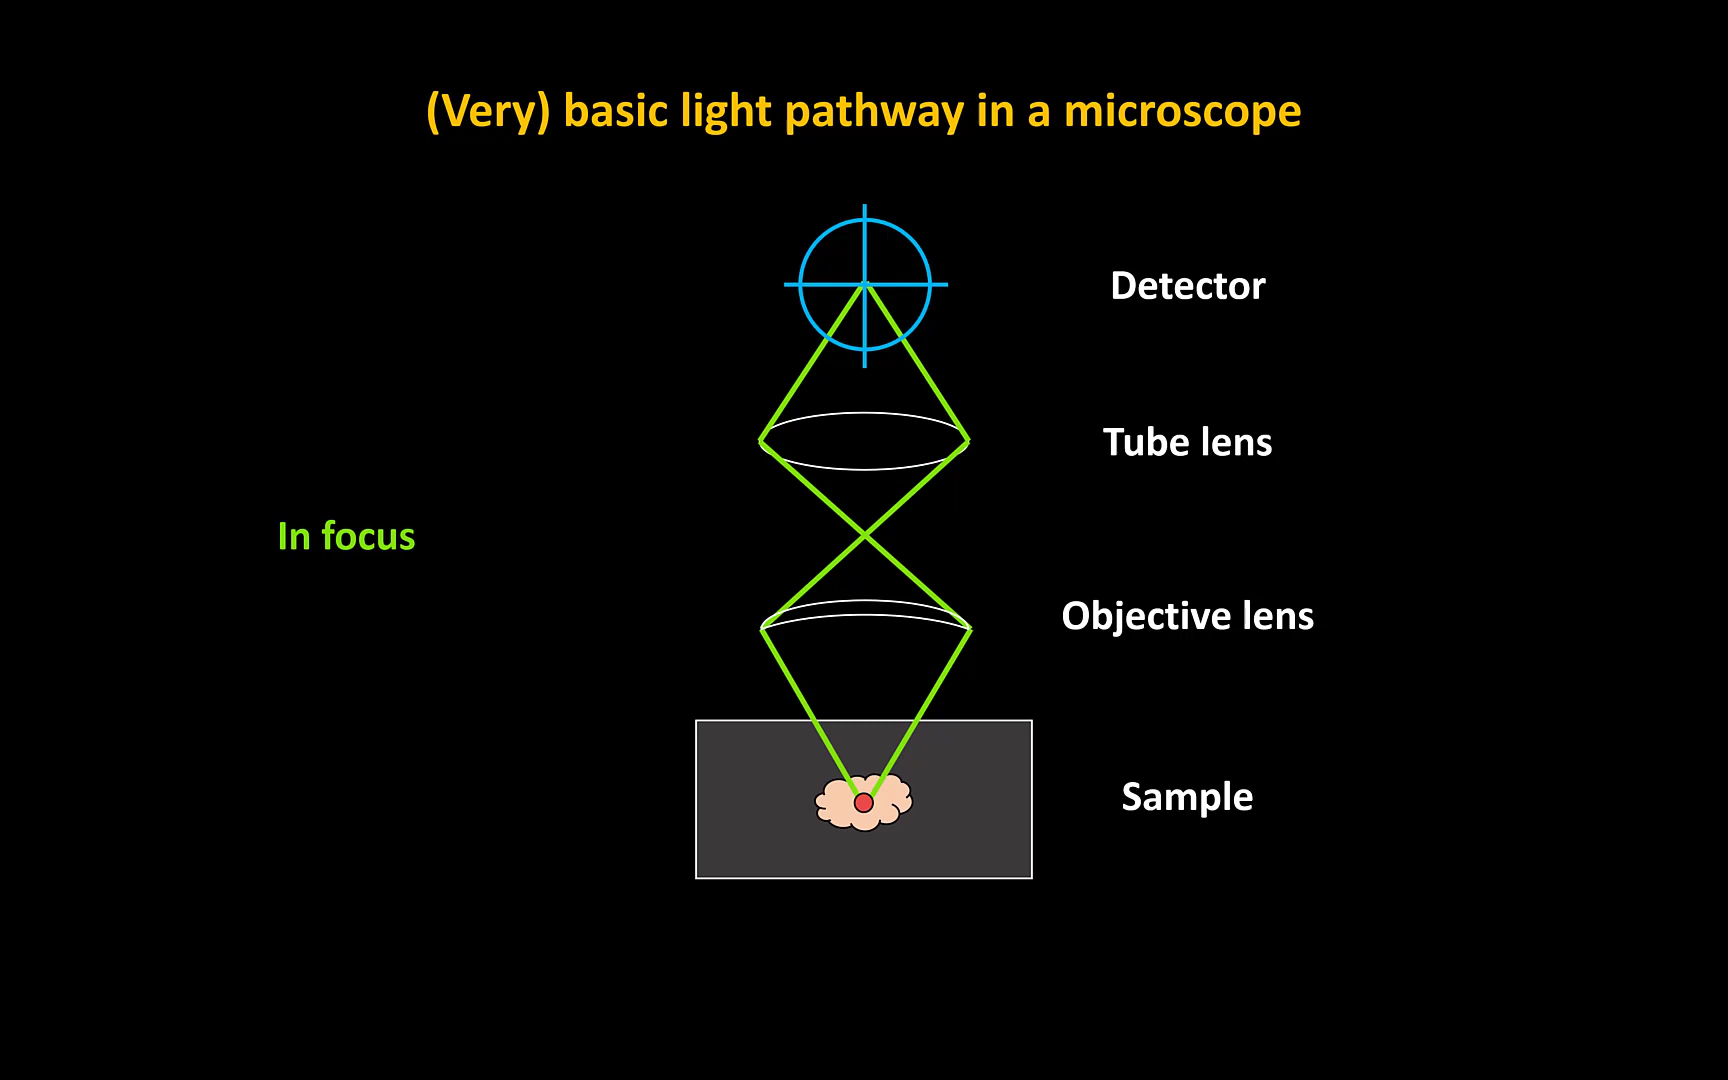 (Very) basic light pathway in a microscope
Detector
Tube lens
In focus
Objective lens
Sample